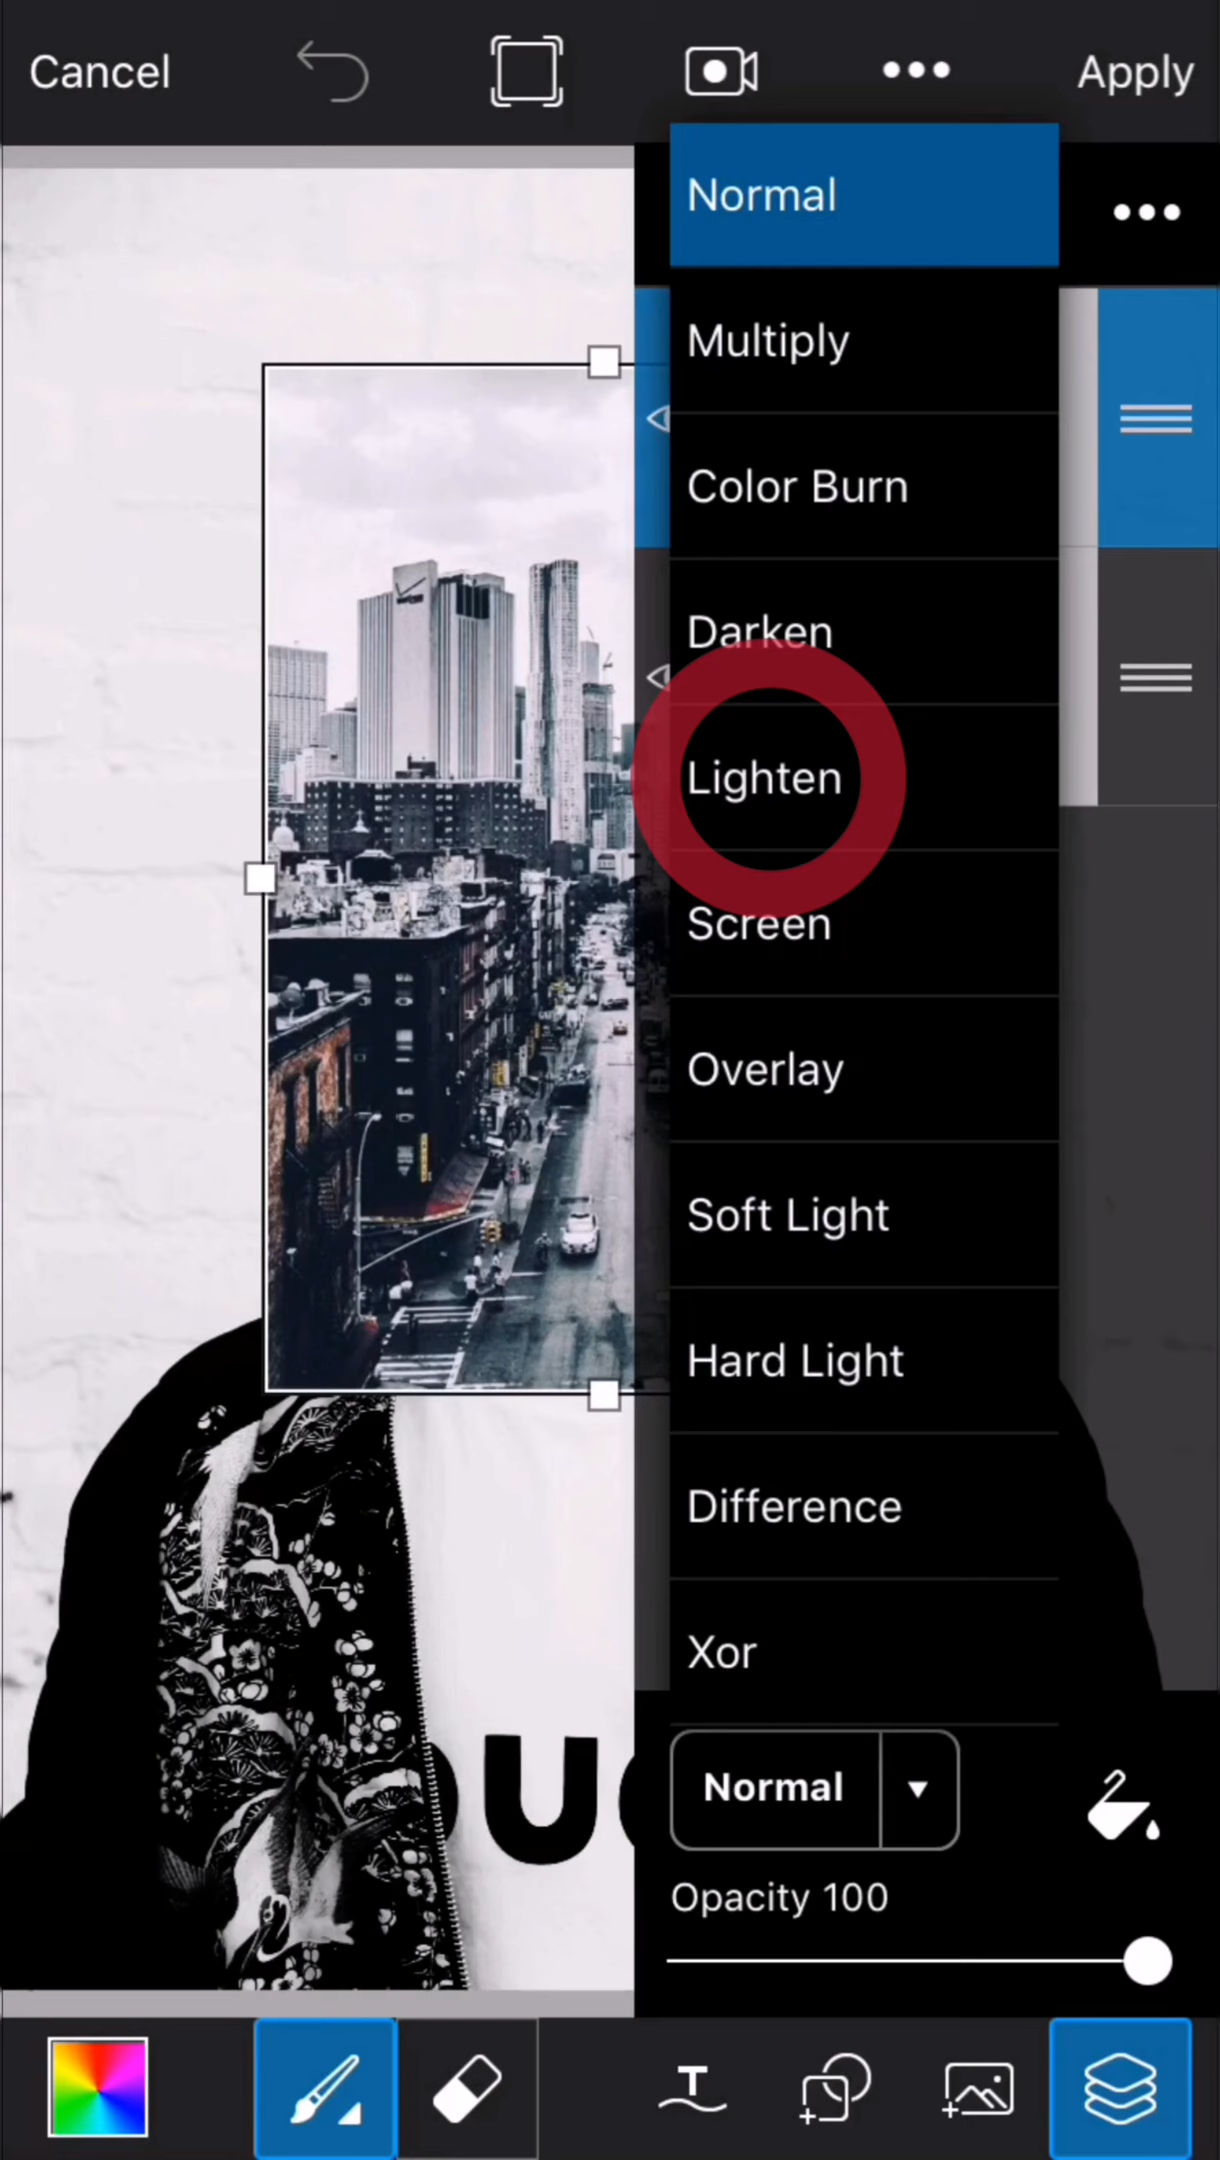 Cancel
Apply
Normal
Multiply
Color Burn
Darken
Lighten
Screen
Overlay
Soft Light
Hard Light
Difference
Xor
U
Normal
Opacity 100
T